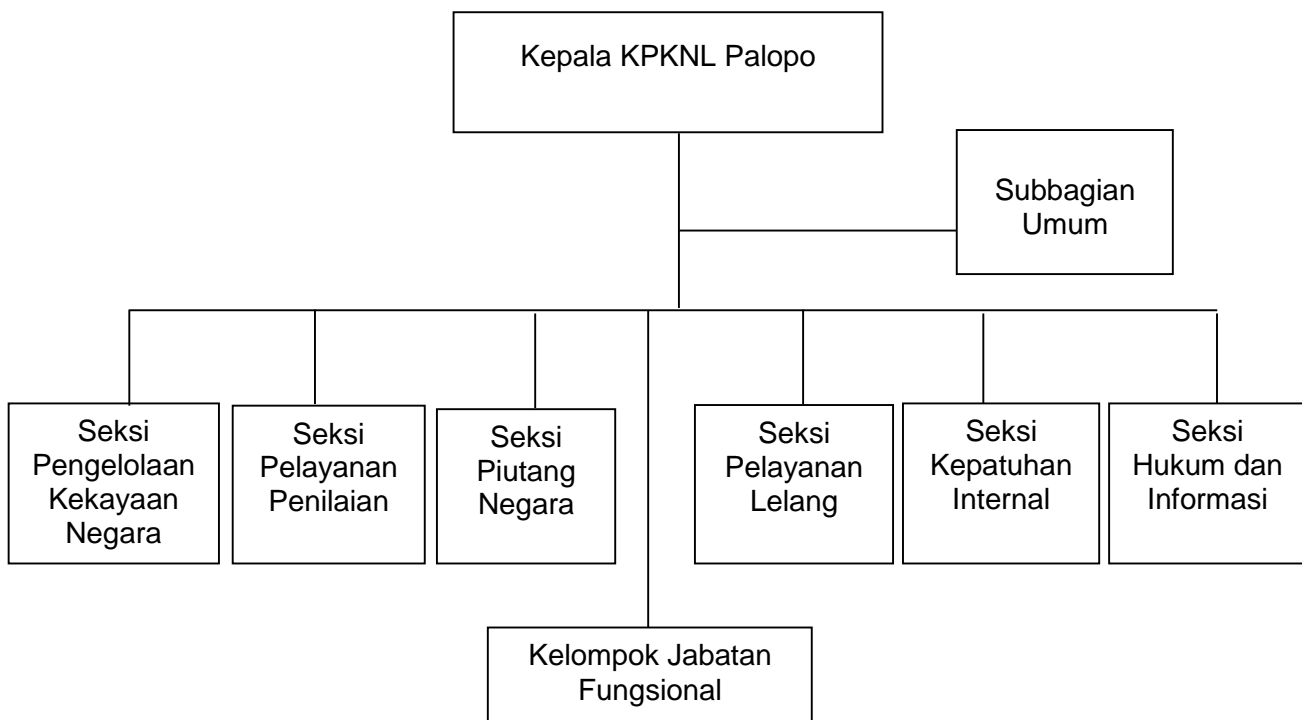 Kepala KPKNL Palopo
Subbagian
Umum
Seksi
Pengelolaan
Kekayaan
Negara
Seksi
Pelayanan
Penilaian
Seksi
Piutang
Negara
Seksi
Pelayanan
Lelang
Seksi
Kepatuhan
Internal
Seksi
Hukum dan
Informasi
Kelompok Jabatan
Fungsional